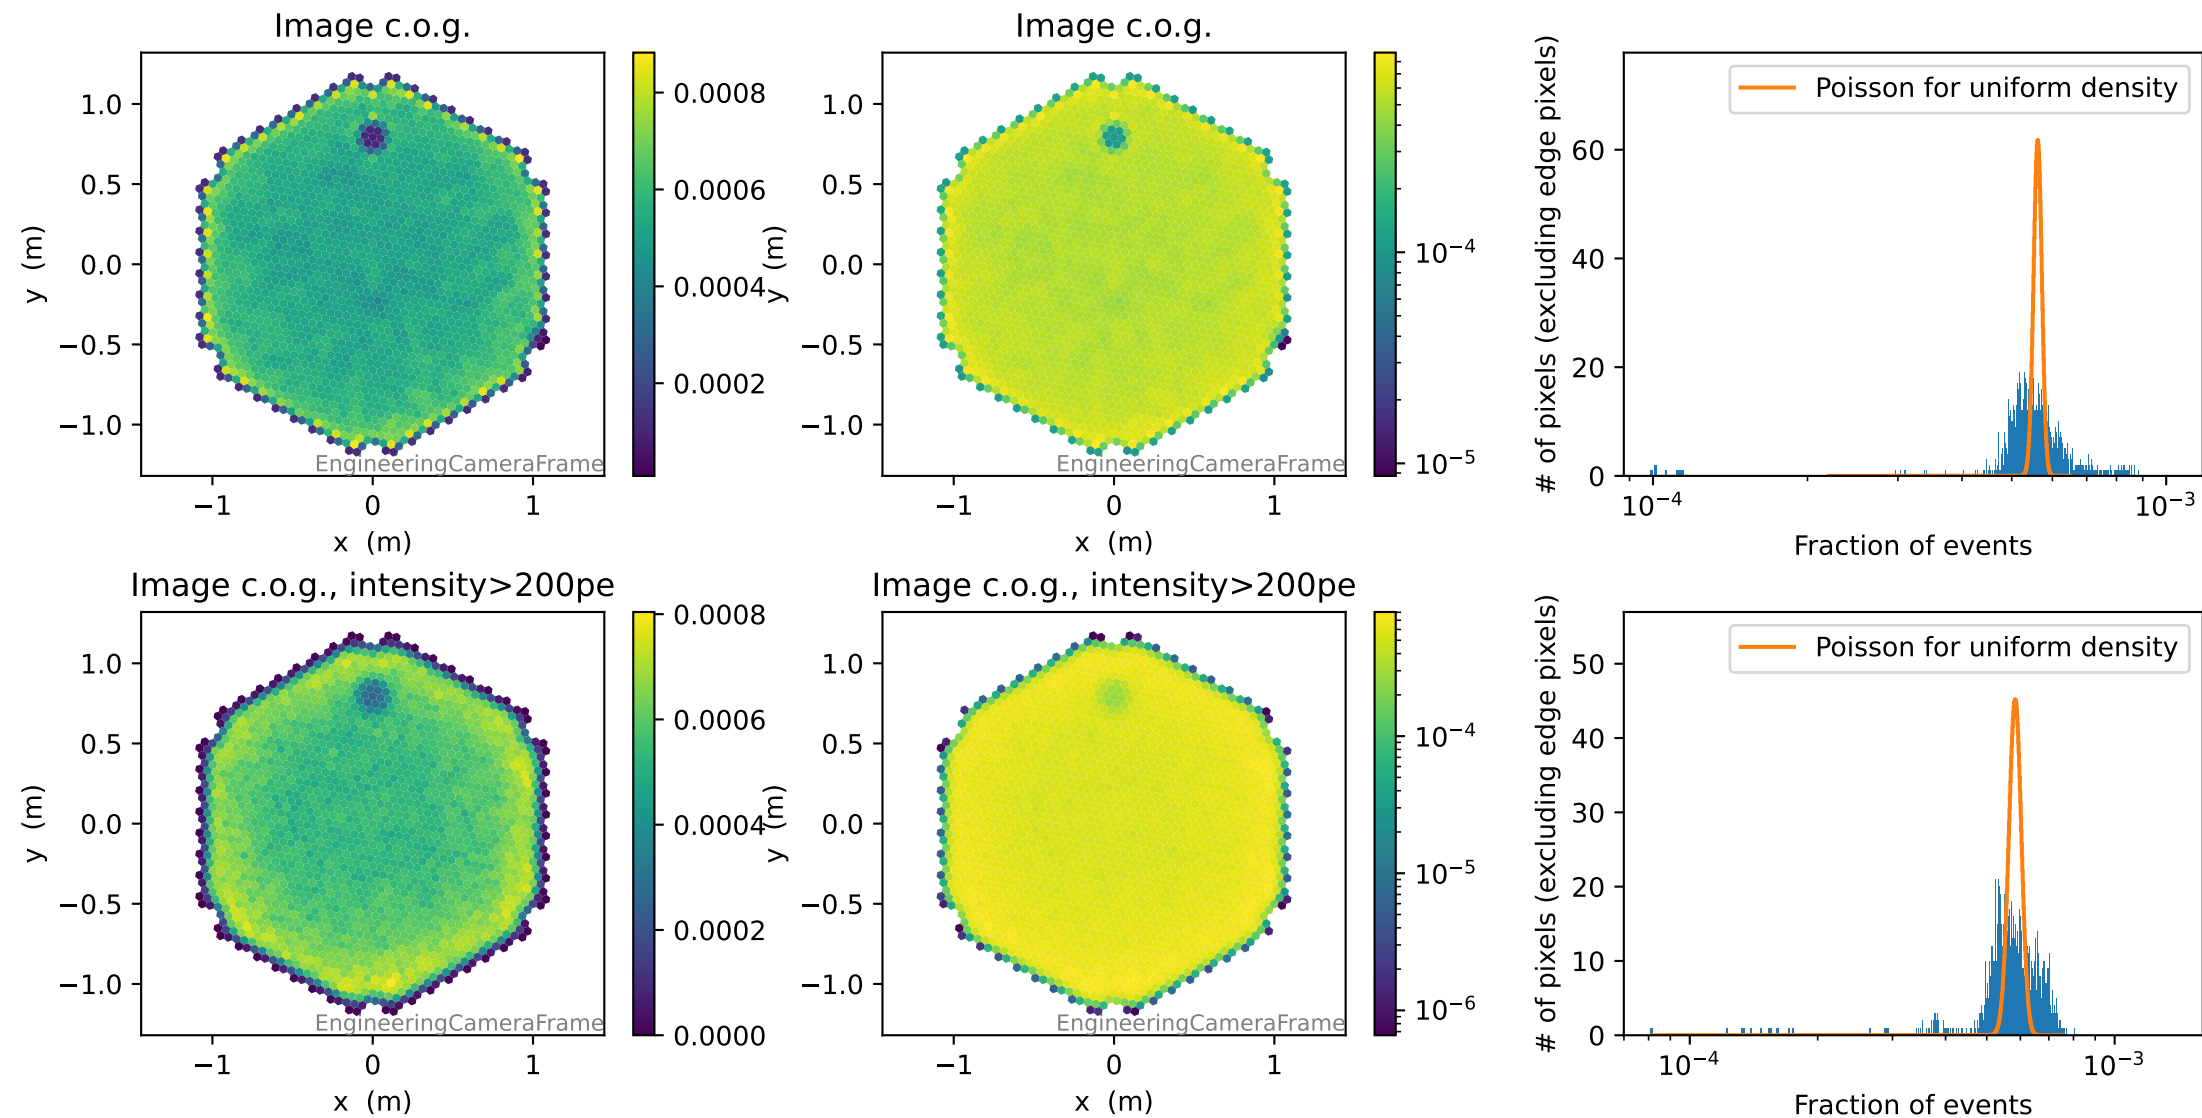 Image c.o.g.
1.0
0.5
0.0
−0.5
−1.0
y (m)
−1
0
1
x (m)
EngineeringCameraFrame
0.0008
0.0006
0.0004
0.0002
Image c.o.g.
1.0
0.5
0.0
−0.5
−1.0
y (m)
−1
0
1
x (m)
EngineeringCameraFrame
10⁻⁴
10⁻⁵
# of pixels (excluding edge pixels)
60
40
20
0
Poisson for uniform density
10⁻⁴
10⁻³
Fraction of events
Image c.o.g., intensity>200pe
1.0
0.5
0.0
−0.5
−1.0
y (m)
−1
0
1
x (m)
EngineeringCameraFrame
0.0008
0.0006
0.0004
0.0002
0.0000
Image c.o.g., intensity>200pe
1.0
0.5
0.0
−0.5
−1.0
y (m)
−1
0
1
x (m)
EngineeringCameraFrame
10⁻⁴
10⁻⁵
10⁻⁶
# of pixels (excluding edge pixels)
50
40
30
20
10
0
Poisson for uniform density
10⁻⁴
10⁻³
Fraction of events